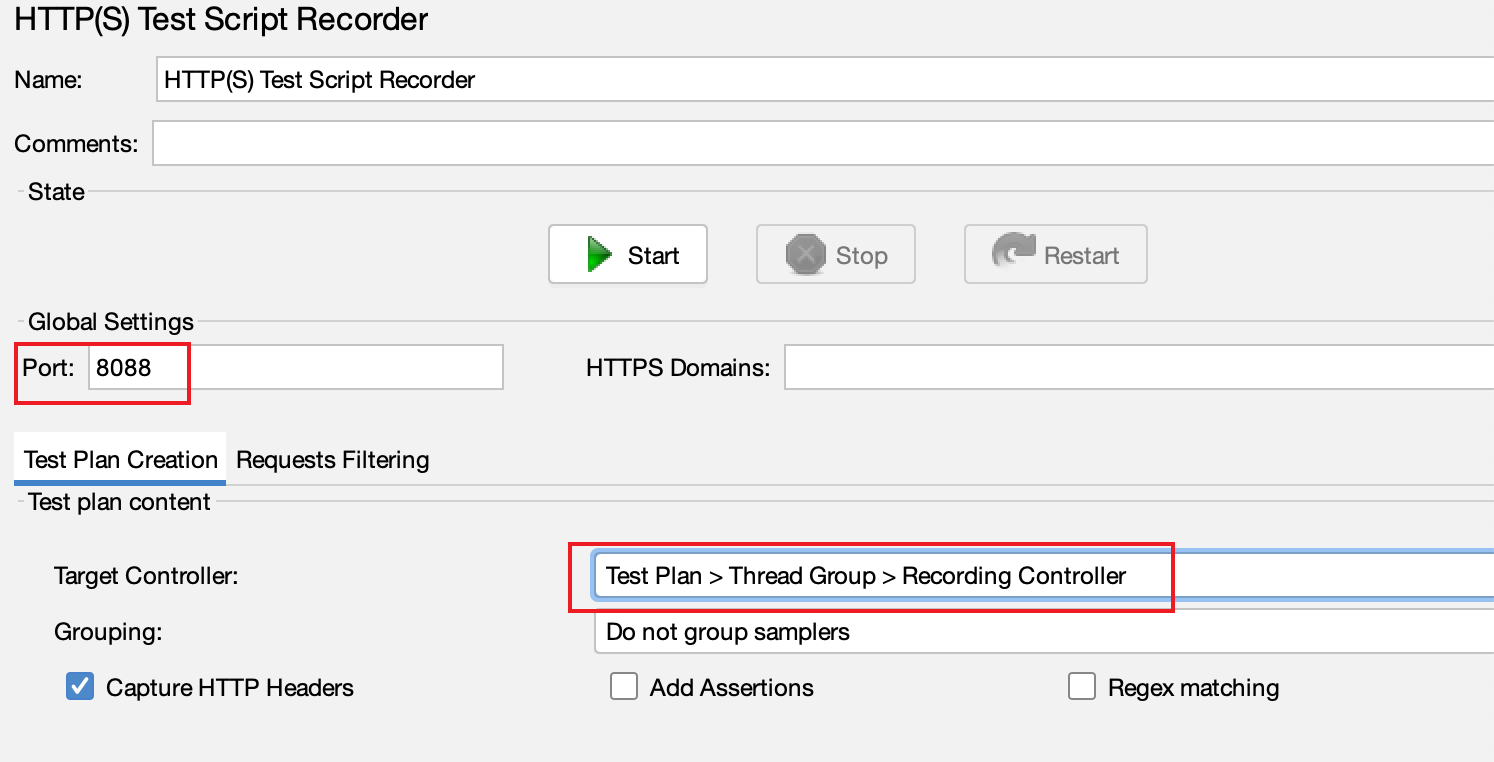 HTTP(S) Test Script Recorder
Name: HTTP(S) Test Script Recorder
Comments:
State
Start Stop Restart
Global Settings
Port: 8088 HTTPS Domains:
Test Plan Creation Requests Filtering
Test plan content
Target Controller: Test Plan > Thread Group > Recording Controller
Grouping: Do not group samplers
Capture HTTP Headers Add Assertions Regex matching